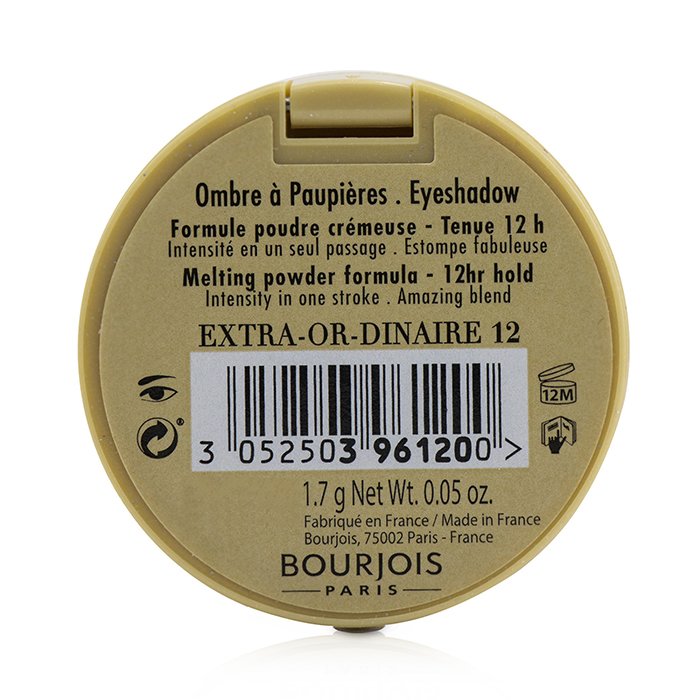 Ombre à Paupières . Eyeshadow
Formule poudre crémeuse - Tenue 12 h
Intensité en un seul passage . Estompe fabuleuse
Melting powder formula - 12hr hold
Intensity in one stroke . Amazing blend
EXTRA-OR-DINAIRE 12
12M
3 052503 961200 >
1.7 g Net Wt. 0.05 oz.
Fabriqué en France / Made in France
Bourjois, 75002 Paris - France
BOURJOIS
PARIS